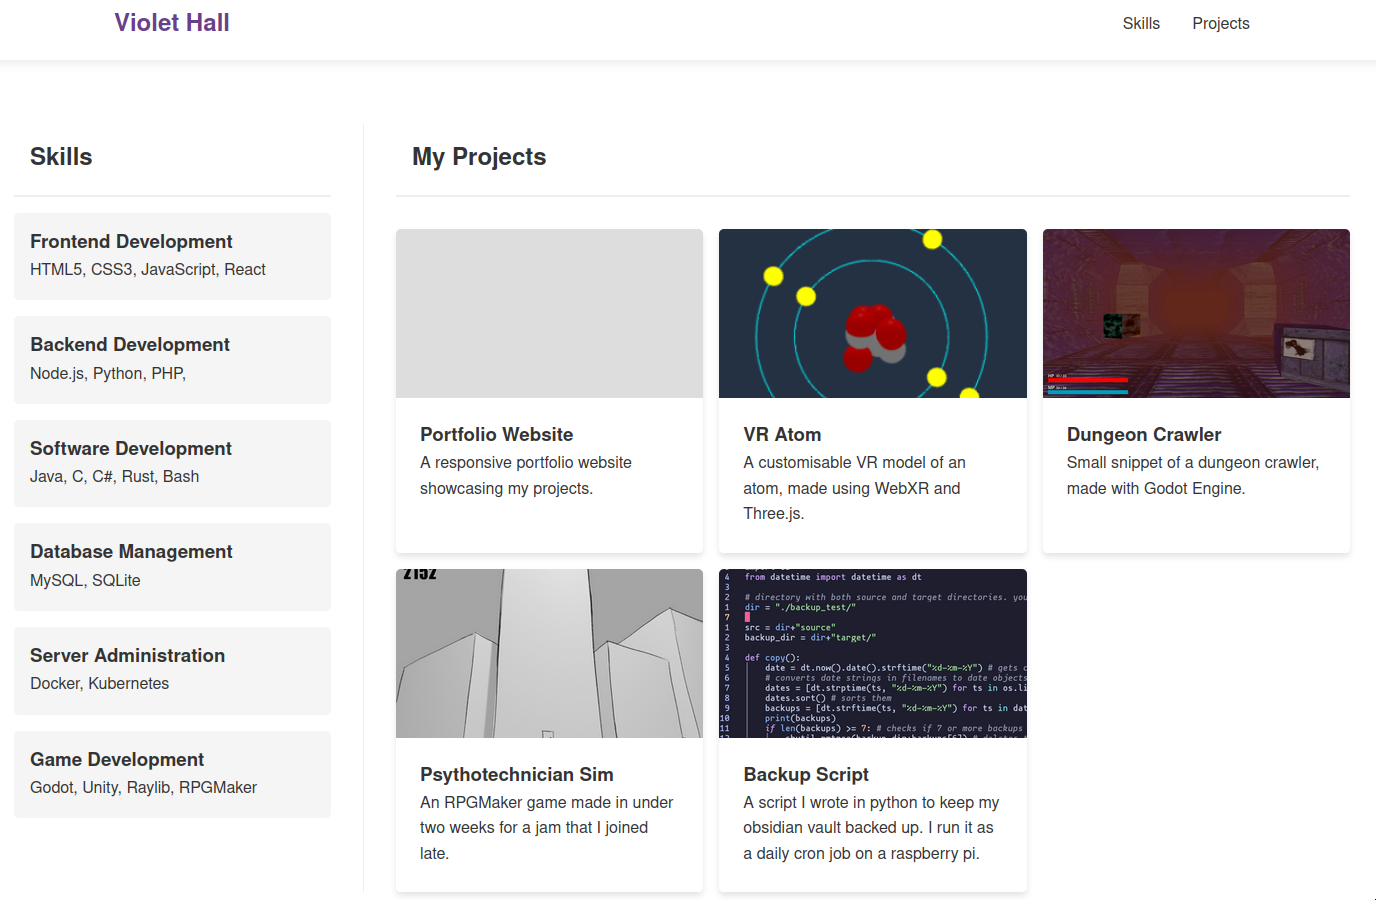 Violet Hall
Skills
Projects
Skills
Frontend Development
HTML5, CSS3, JavaScript, React
Backend Development
Node.js, Python, PHP,
Software Development
Java, C, C#, Rust, Bash
Database Management
MySQL, SQLite
Server Administration
Docker, Kubernetes
Game Development
Godot, Unity, Raylib, RPGMaker
My Projects
Portfolio Website
A responsive portfolio website
showcasing my projects.
VR Atom
A customisable VR model of an
atom, made using WebXR and
Three.js.
HP
MP
Dungeon Crawler
Small snippet of a dungeon crawler,
made with Godot Engine.
2152
Psythotechnician Sim
An RPGMaker game made in under
two weeks for a jam that I joined
late.
4 from datetime import datetime as dt
3
2 # directory with both source and target directories. you
1 dir = "./backup_test/"
7
1 src = dir+"source"
2 backup_dir = dir+"target/"
3
4 def copy():
5 date = dt.now().date().strftime("%d-%m-%Y") # gets c
6 # converts date strings in filenames to date objects
7 dates = [dt.strptime(ts, "%d-%m-%Y") for ts in os.li
8 dates.sort() # sorts them
9 backups = [dt.strftime(ts, "%d-%m-%Y") for ts in dat
10 print(backups)
11 if len(backups) >= 7: # checks if 7 or more backups
Backup Script
A script I wrote in python to keep my
obsidian vault backed up. I run it as
a daily cron job on a raspberry pi.